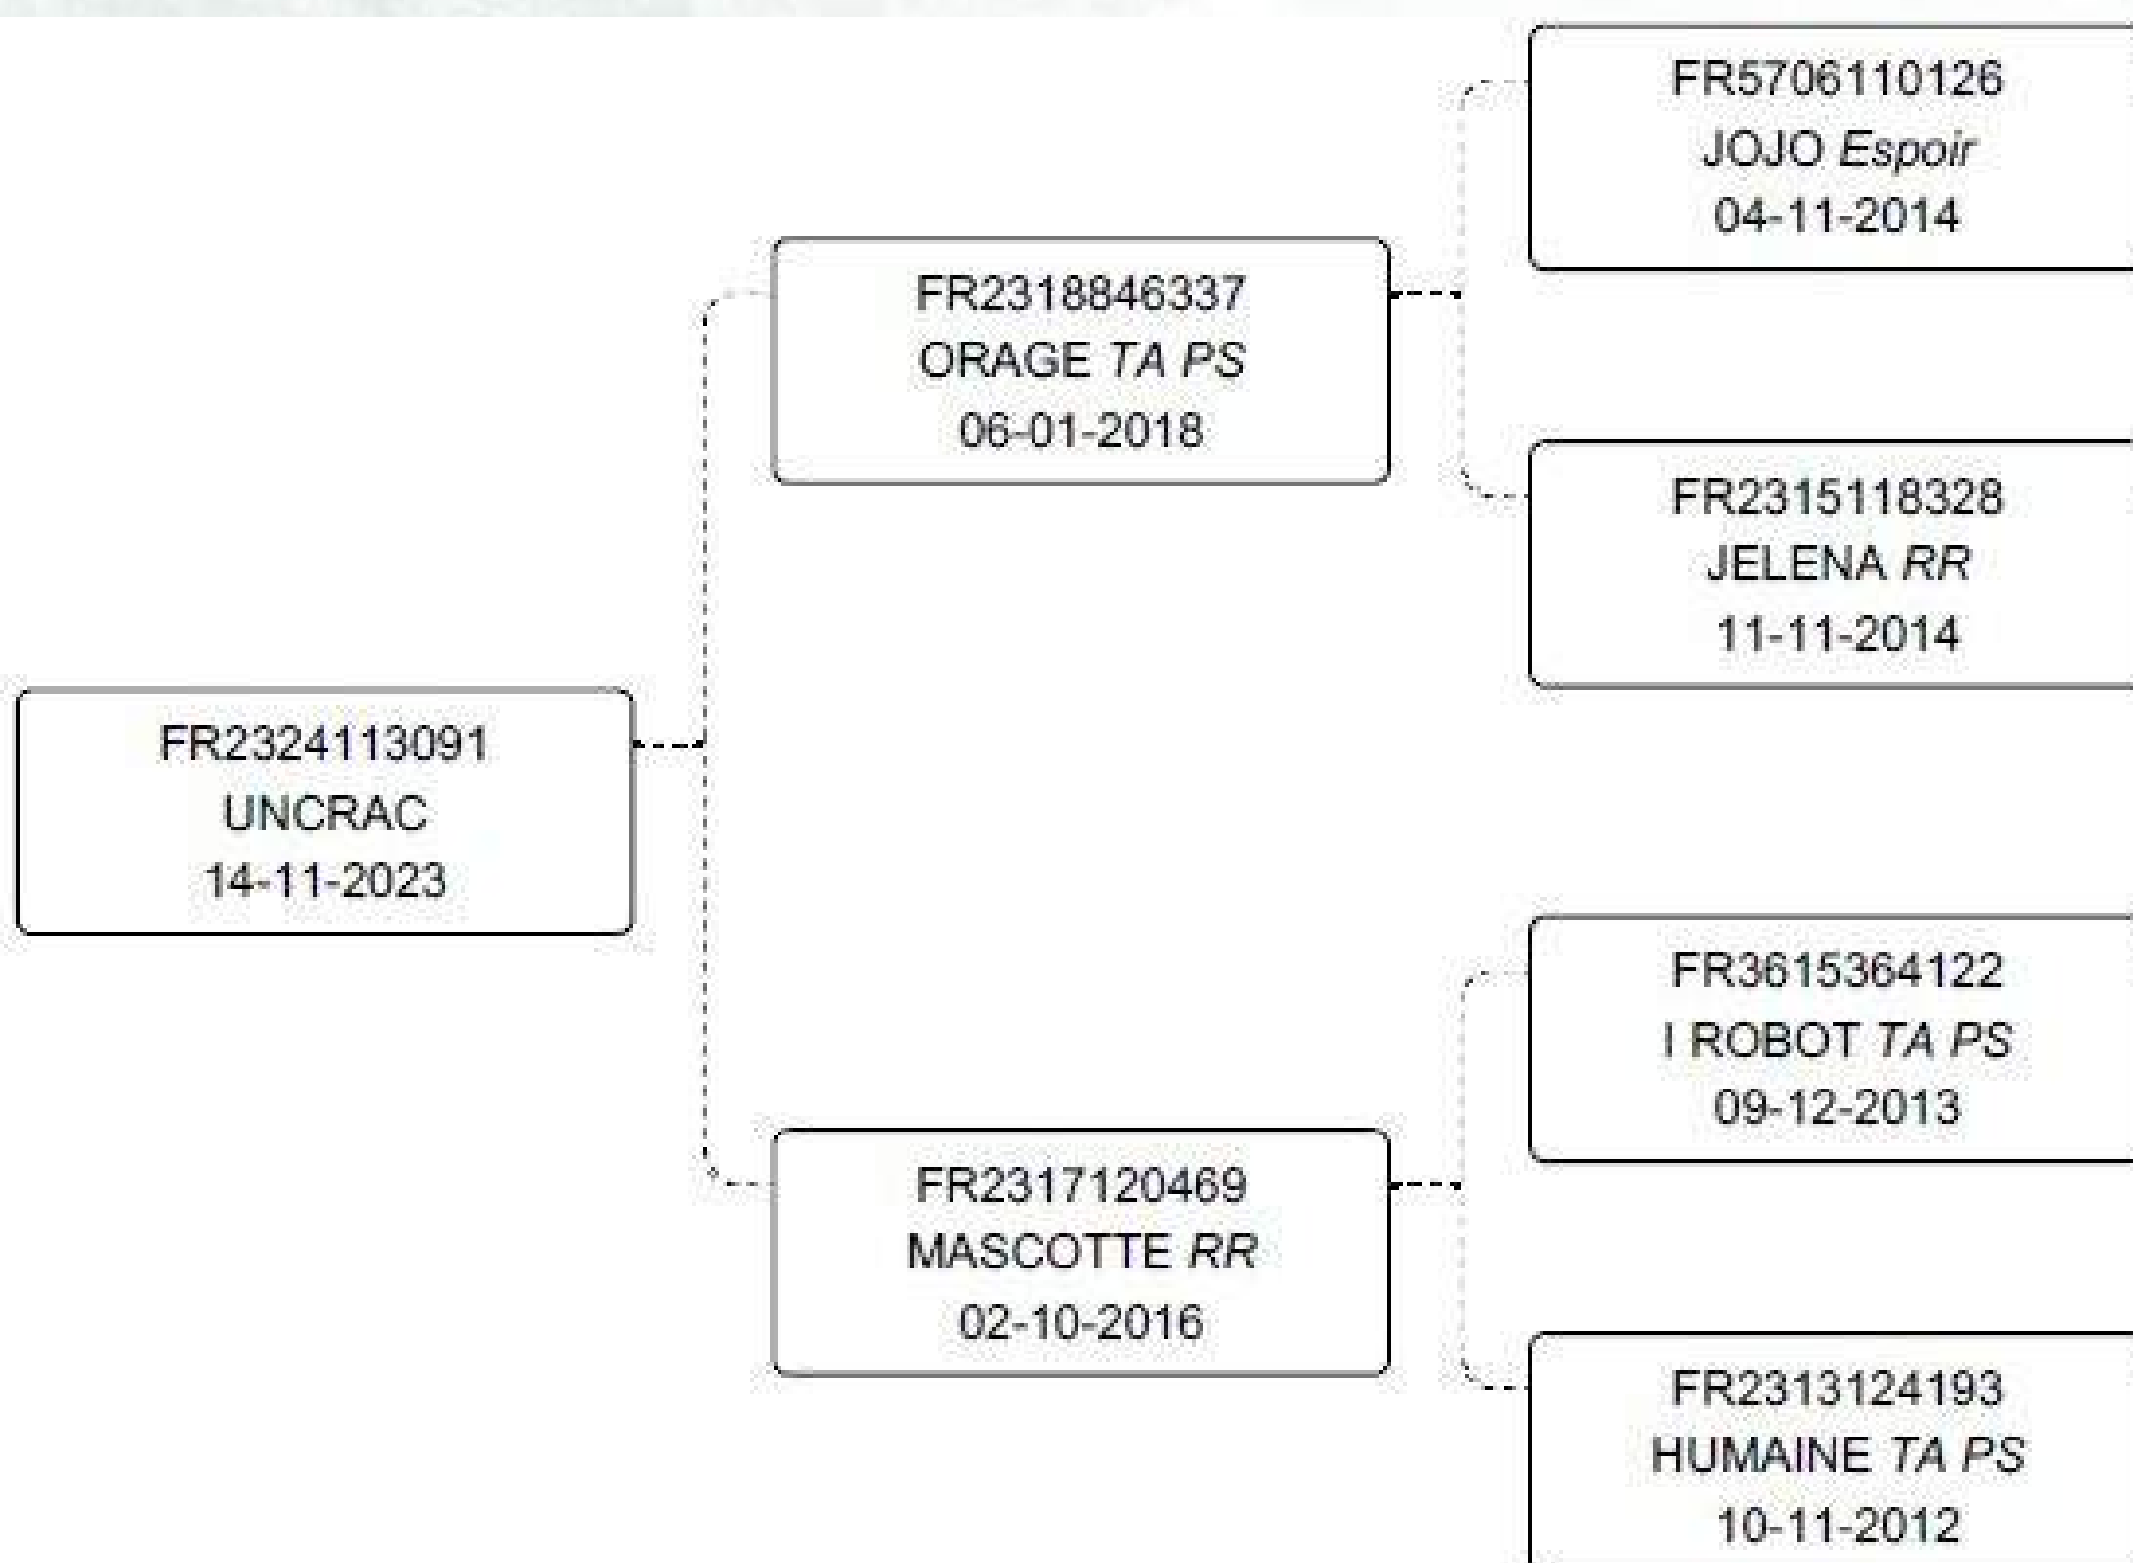 FR5706110126
JOJO Espoir
04-11-2014
FR2318846337
ORAGE TA PS
06-01-2018
FR2315118328
JELENA RR
11-11-2014
FR2324113091
UNCRAC
14-11-2023
FR3615364122
I ROBOT TA PS
09-12-2013
FR2317120469
MASCOTTE RR
02-10-2016
FR2313124193
HUMAINE TA PS
10-11-2012